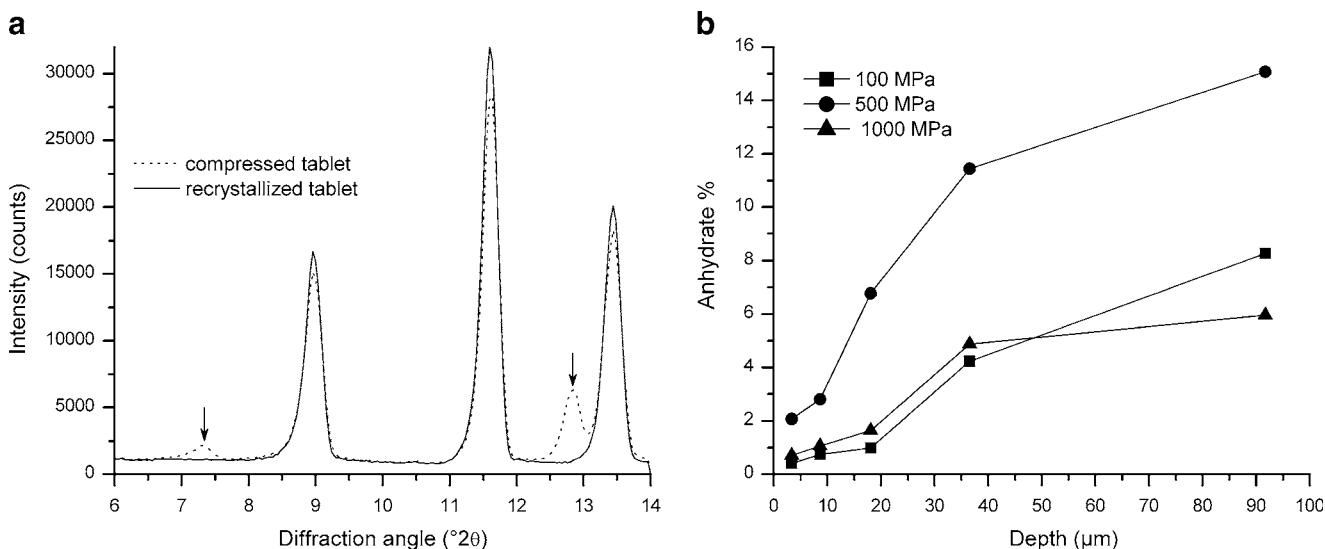 a
30000
25000
20000
15000
10000
5000
0
Intensity (counts)
compressed tablet
recrystallized tablet
6 7 8 9 10 11 12 13 14
Diffraction angle (°2θ)
b
16
14
12
10
8
6
4
2
0
Anhydrate %
100 MPa
500 MPa
1000 MPa
0 10 20 30 40 50 60 70 80 90 100
Depth (µm)